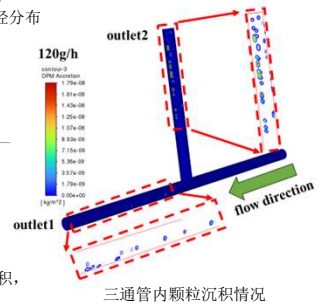 径分布
outlet2
120g/h
contour-3
DPM Accretion
1.79e-08
1.61e-08
1.43e-08
1.25e-08
1.07e-08
8.93e-09
7.15e-09
5.36e-09
3.57e-09
1.79e-09
0.00e+00
[ kg/m^2 ]
flow direction
outlet1
积，
三通管内颗粒沉积情况